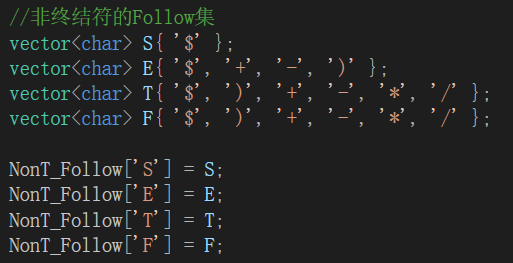 //非终结符的Follow集
vector<char> S{ '$' };
vector<char> E{ '$', '+', '-', ')' };
vector<char> T{ '$', ')', '+', '-', '*', '/' };
vector<char> F{ '$', ')', '+', '-', '*', '/' };
NonT_Follow['S'] = S;
NonT_Follow['E'] = E;
NonT_Follow['T'] = T;
NonT_Follow['F'] = F;